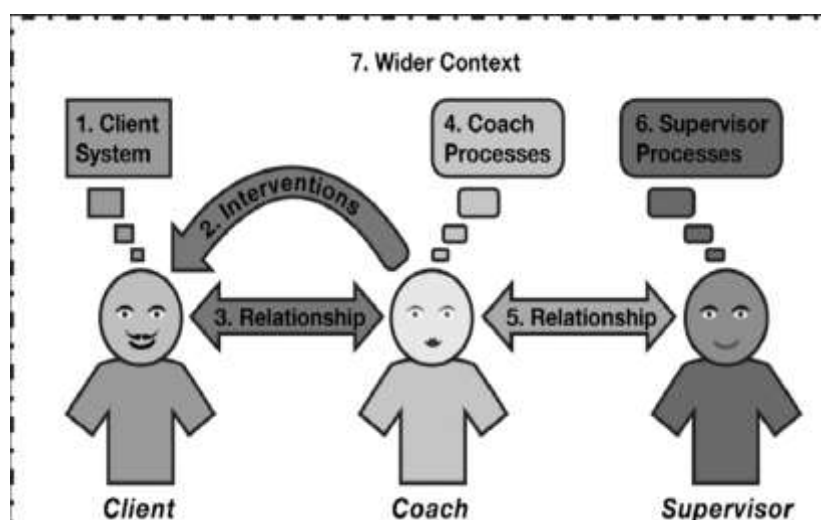 7. Wider Context
1. Client
System
4. Coach
Processes
6. Supervisor
Processes
2. Interventions
3. Relationship
5. Relationship
Client
Coach
Supervisor